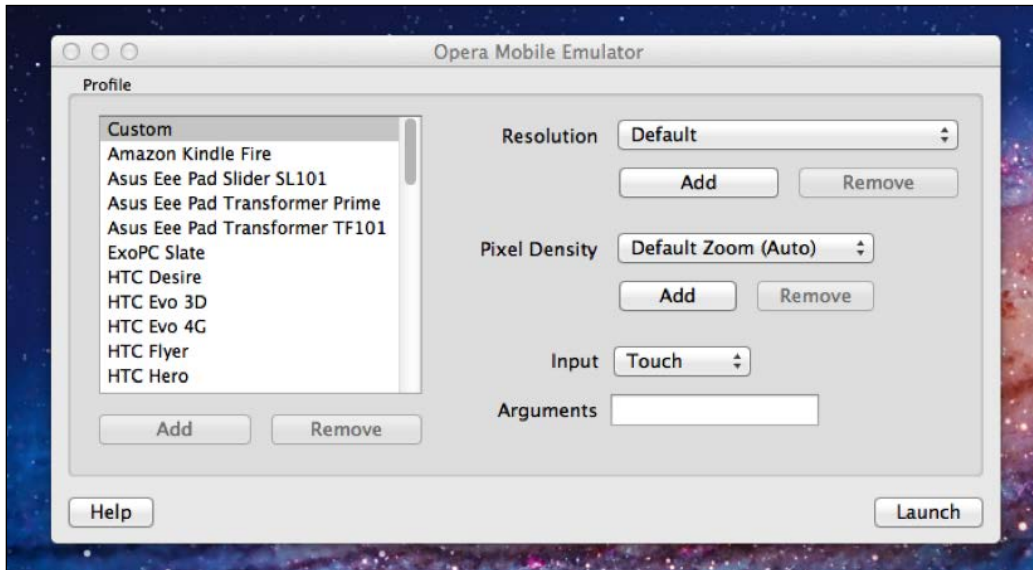 Opera Mobile Emulator
Profile
Custom
Amazon Kindle Fire
Asus Eee Pad Slider SL101
Asus Eee Pad Transformer Prime
Asus Eee Pad Transformer TF101
ExoPC Slate
HTC Desire
HTC Evo 3D
HTC Evo 4G
HTC Flyer
HTC Hero
Add Remove
Resolution Default
Add Remove
Pixel Density Default Zoom (Auto)
Add Remove
Input Touch
Arguments
Help Launch